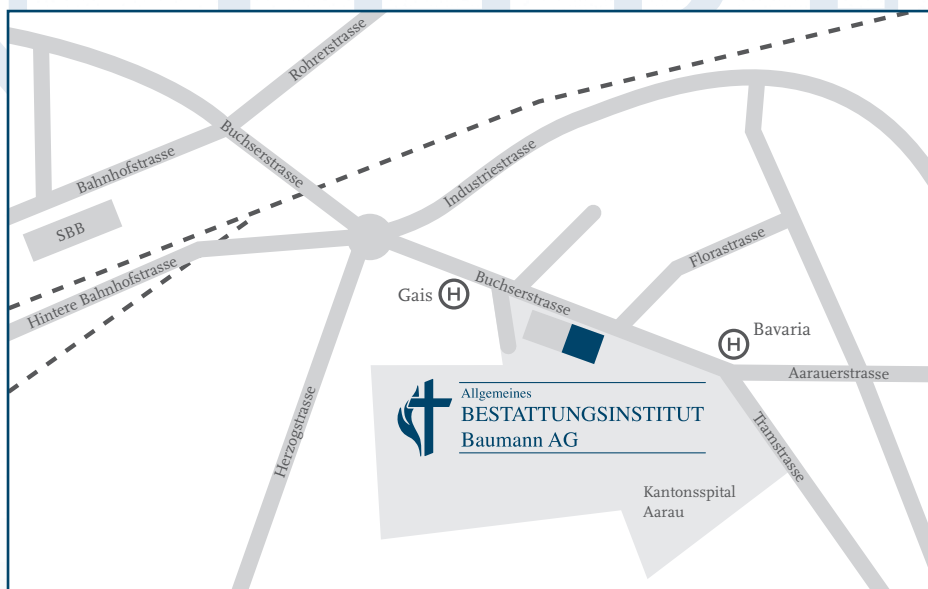 Rohrerstrasse
Buchserstrasse
Bahnhofstrasse
Industriestrasse
SBB
Hintere Bahnhofstrasse
Florastrasse
Buchserstrasse
Gais H
H Bavaria
Aarauerstrasse
Herzogstrasse
Allgemeines
BESTATTUNGSINSTITUT
Baumann AG
Tramstrasse
Kantonsspital
Aarau